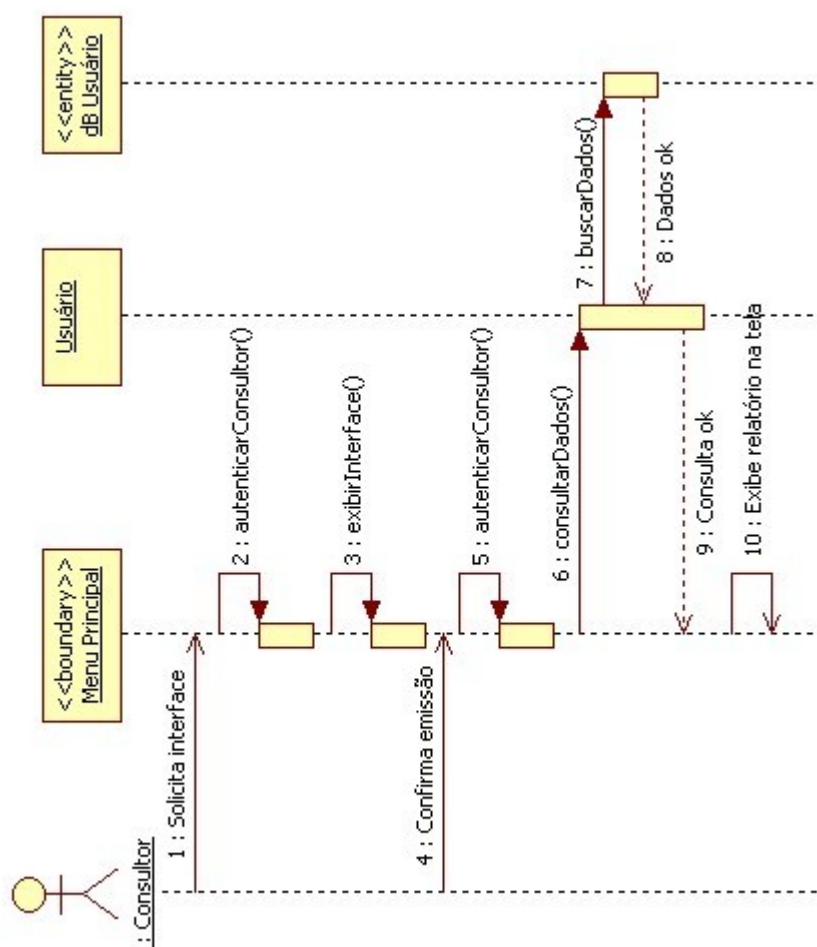 : Consultor
<<boundary>>
Menu Principal
Usuário
<<entity>>
dB Usuário
1 : Solicita interface
2 : autenticarConsultor()
3 : exibirInterface()
4 : Confirma emissão
5 : autenticarConsultor()
6 : consultarDados()
7 : buscarDados()
8 : Dados ok
9 : Consulta ok
10 : Exibe relatório na tela